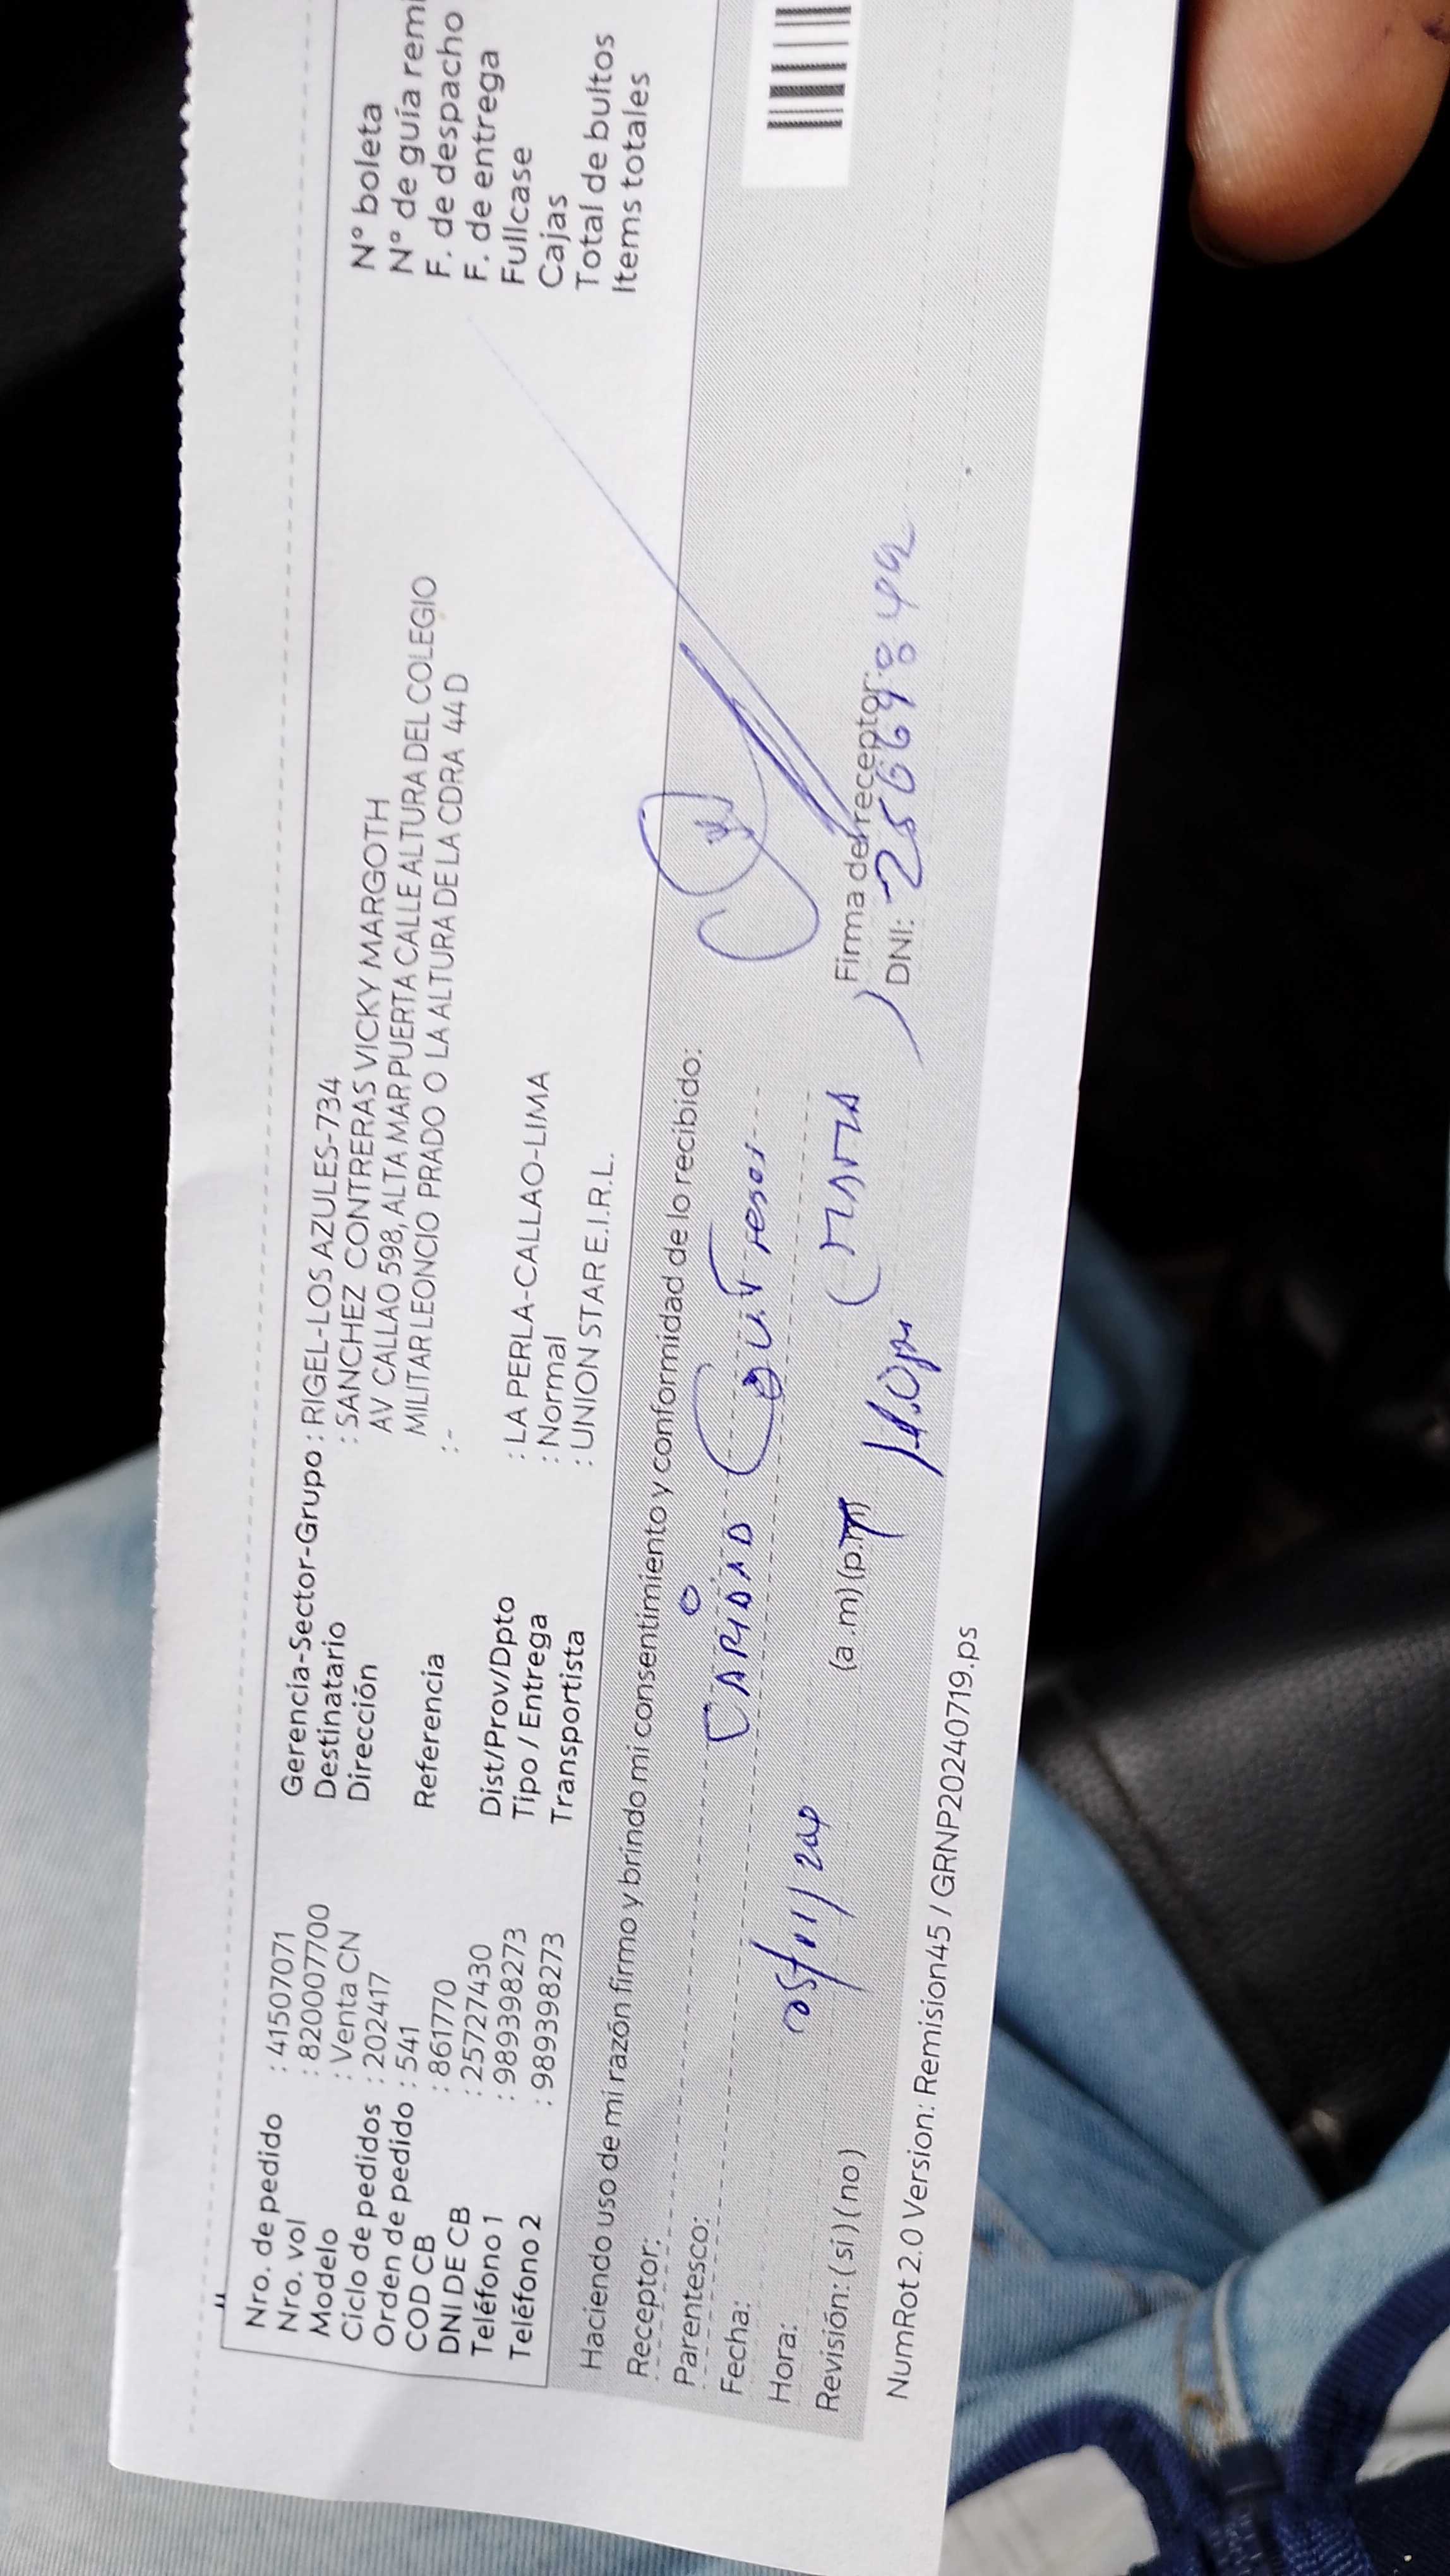 Nro. de pedido : 41507071
Nro. vol : 8200077700
Modelo : Venta CN
Ciclo de pedidos : 202417
Orden de pedido : 541
COD CB : 861770
DNI DE CB : 25727430
Teléfono 1 : 989398273
Teléfono 2 : 989398273
Gerencia-Sector-Grupo : RIGEL-LOS AZULES-734
Destinatario : SANCHEZ CONTRERAS VICKY MARGOTH
Dirección AV CALLAO 598, ALTA MAR PUERTA CALLE ALTURA DEL COLEGIO
MILITAR LEONCIO PRADO O LA ALTURA DE LA CDRA 44 D
Referencia : -
Dist/Prov/Dpto : LA PERLA-CALLAO-LIMA
Tipo / Entrega : Normal
Transportista : UNION STAR E.I.R.L.
N° boleta
N° de guía remi
F. de despacho
F. de entrega
Fullcase
Cajas
Total de bultos
Items totales
Haciendo uso de mi razón firmo y brindo mi consentimiento y conformidad de lo recibido:
Receptor: CARIDAD
Parentesco:
Fecha:
Hora: (a.m)(p.m)
Revisión: (si)(no)
Firma del receptor:
DNI:
NumRot 2.0 Version: Remision45 / GRNP20240719.ps